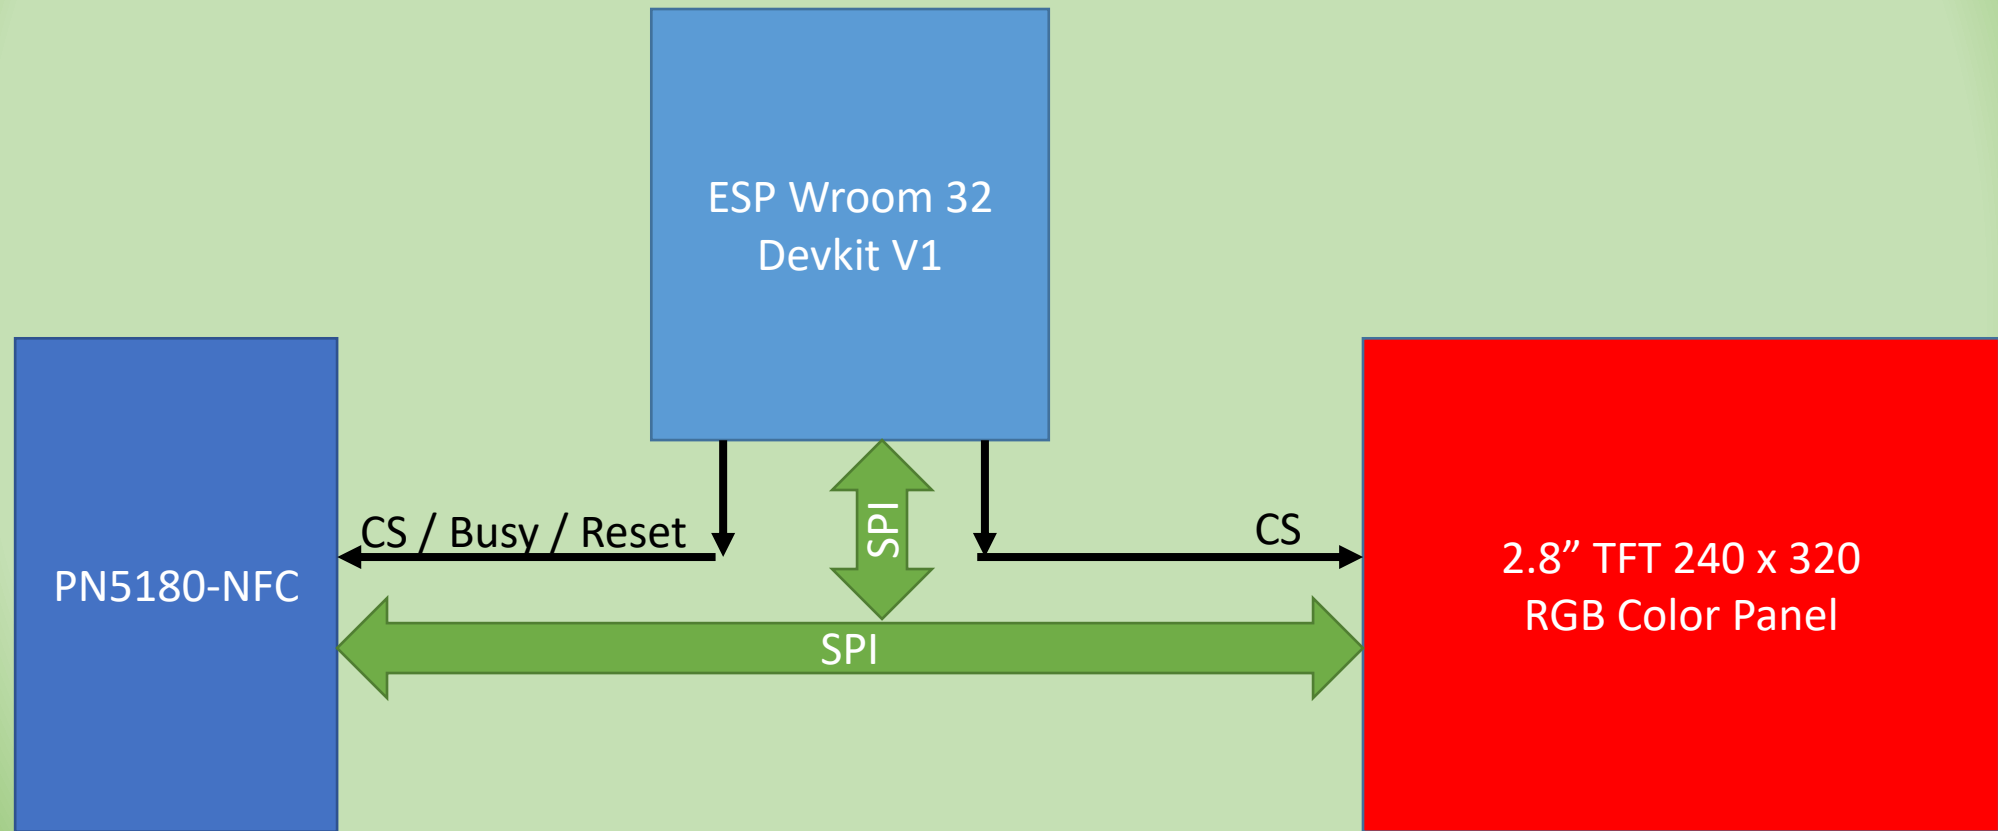 ESP Wroom 32
Devkit V1
CS / Busy / Reset
SPI
CS
PN5180-NFC
2.8” TFT 240 x 320
RGB Color Panel
SPI